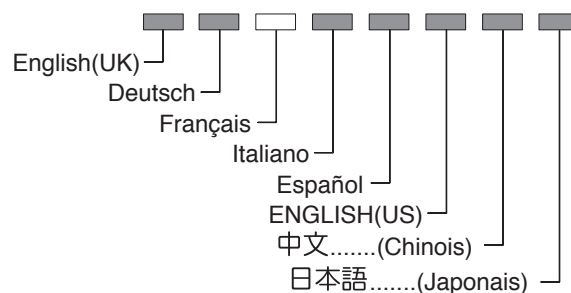 English(UK)
Deutsch
Français
Italiano
Español
ENGLISH(US)
中文.......(Chinois)
日本語.......(Japonais)